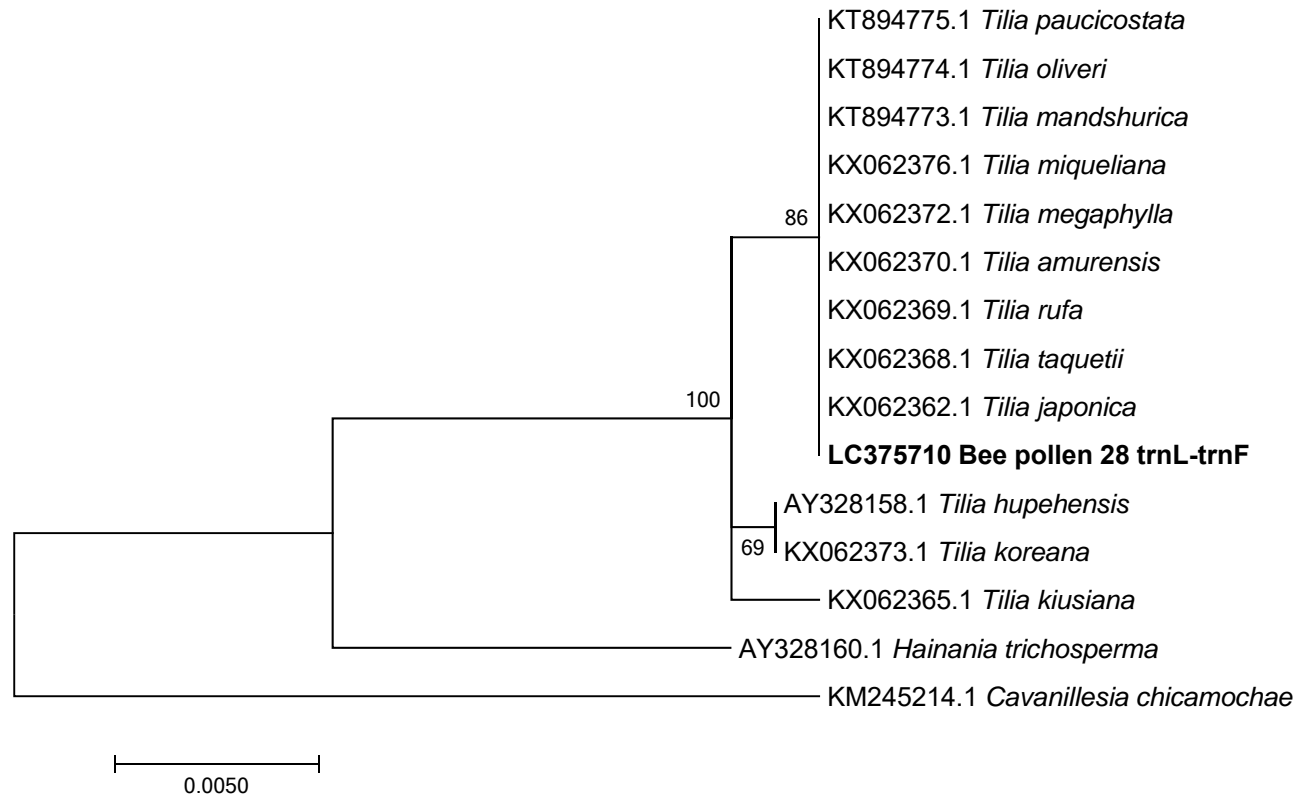 KT894775.1 Tilia paucicostata
KT894774.1 Tilia oliveri
KT894773.1 Tilia mandshurica
KX062376.1 Tilia miqueliana
KX062372.1 Tilia megaphylla
86
KX062370.1 Tilia amurensis
KX062369.1 Tilia rufa
KX062368.1 Tilia taquetii
100
KX062362.1 Tilia japonica
LC375710 Bee pollen 28 trnL-trnF
AY328158.1 Tilia hupehensis
69
KX062373.1 Tilia koreana
KX062365.1 Tilia kiusiana
AY328160.1 Hainania trichosperma
KM245214.1 Cavanillesia chicamochae
0.0050